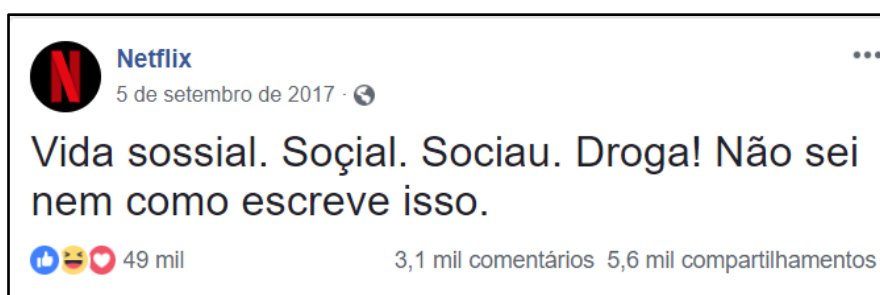 Netflix
5 de setembro de 2017 ·
Vida sossial. Soçial. Sociau. Droga! Não sei
nem como escreve isso.
49 mil 3,1 mil comentários 5,6 mil compartilhamentos